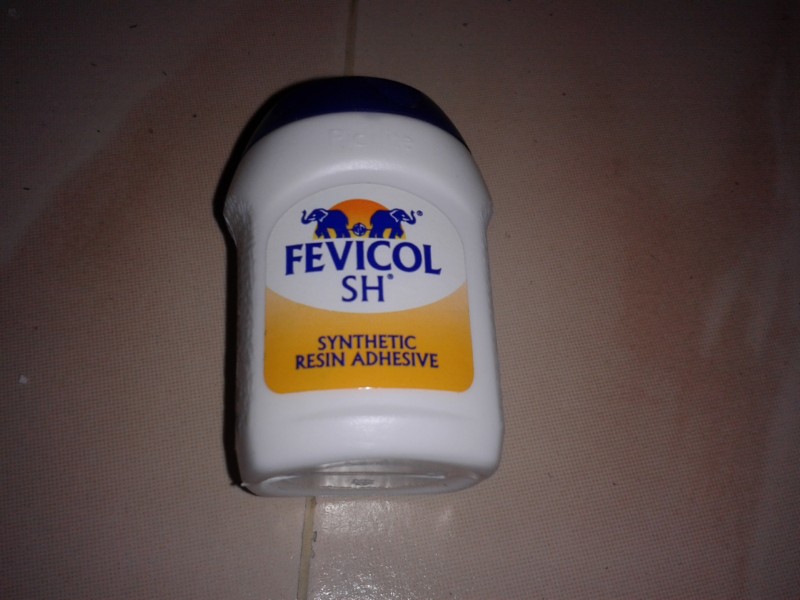 FEVICOL
SH®
SYNTHETIC
RESIN ADHESIVE